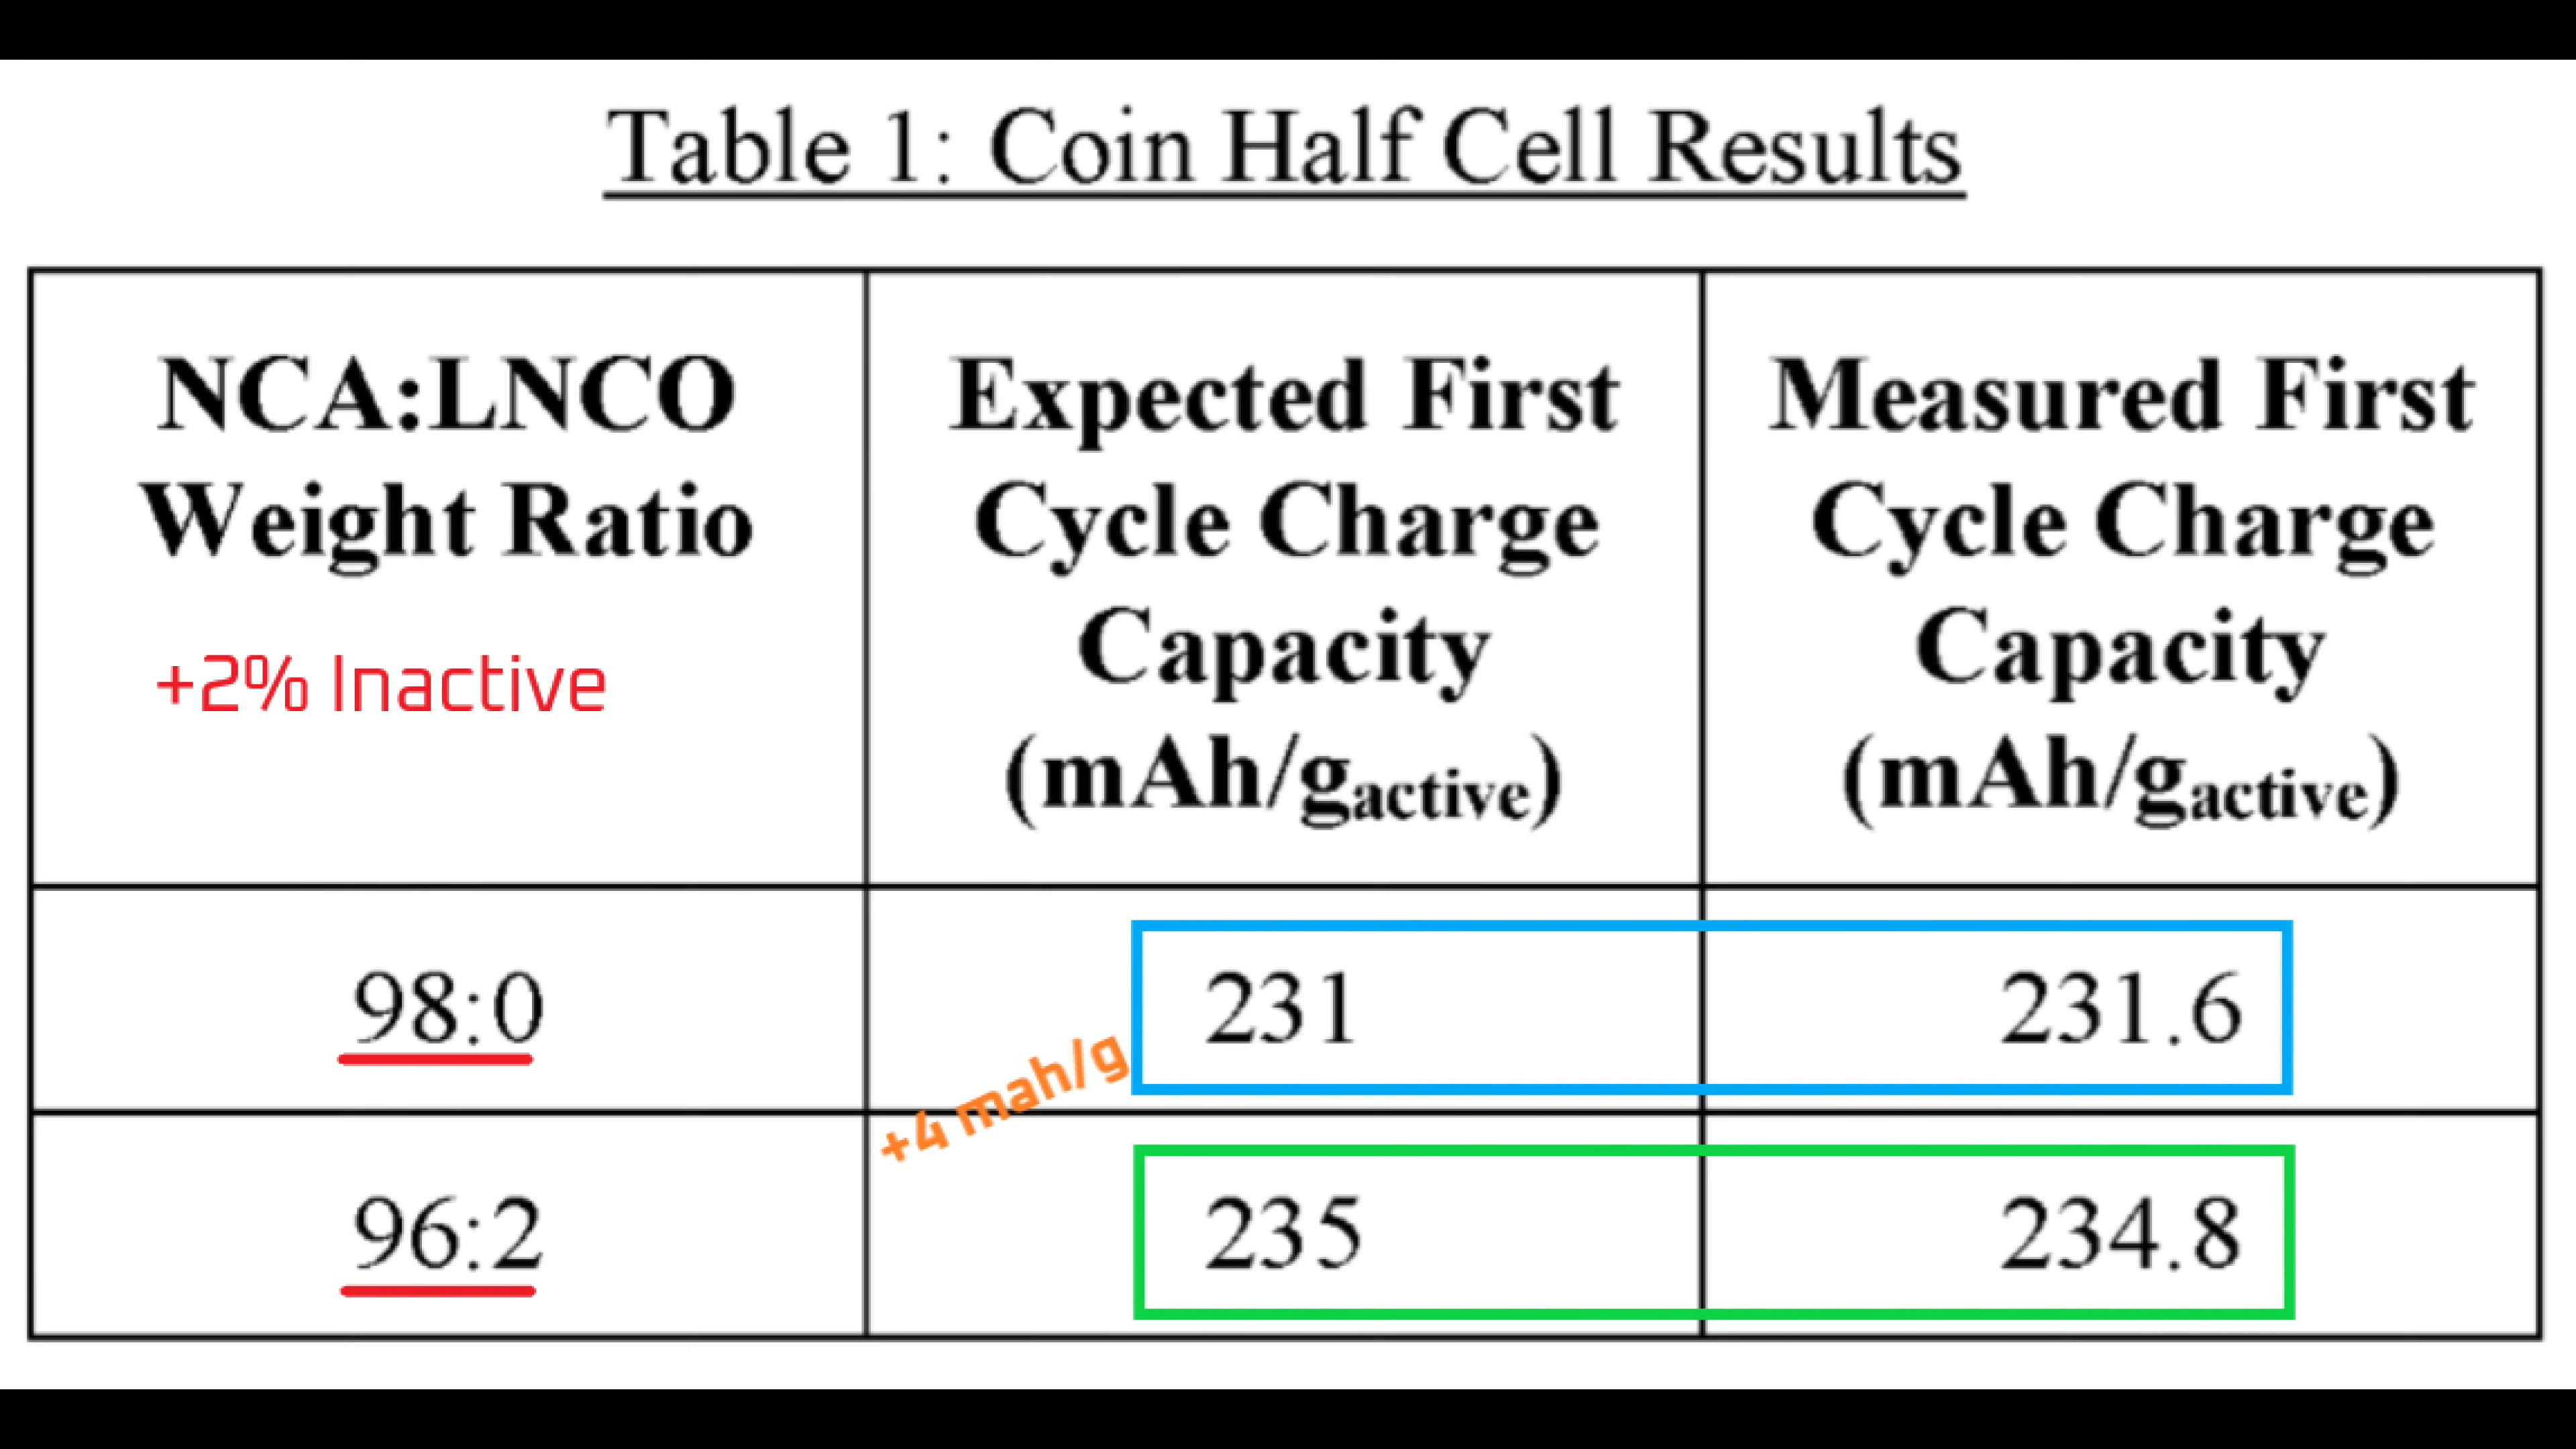 Table 1: Coin Half Cell Results
NCA:LNCO
Weight Ratio
+2% Inactive
Expected First
Cycle Charge
Capacity
(mAh/gactive)
Measured First
Cycle Charge
Capacity
(mAh/gactive)
98:0
231
231.6
+4 mah/g
96:2
235
234.8